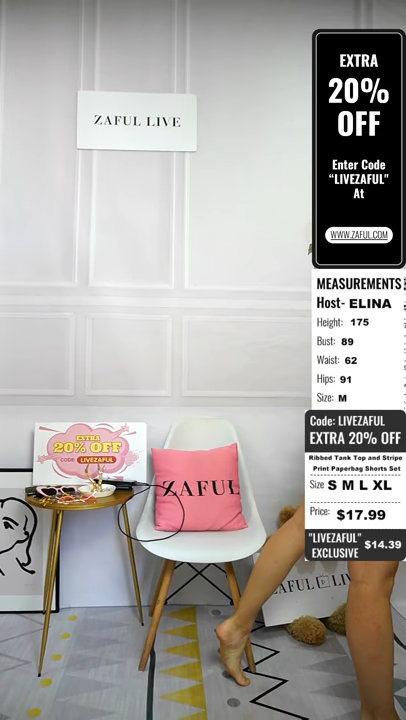 EXTRA
20%
OFF
Enter Code
“LIVEZAFUL”
At
WWW.ZAFUL.COM
ZAFUL LIVE
MEASUREMENTS
Host- ELINA
Height: 175
Bust: 89
Waist: 62
Hips: 91
Size: M
Code: LIVEZAFUL
EXTRA 20% OFF
Ribbed Tank Top and Stripe
Print Paperbag Shorts Set
Size S M L XL
Price: $17.99
"LIVEZAFUL"
EXCLUSIVE $14.39
EXTRA
20% OFF
CODE: LIVEZAFUL
ZAFUL
ZAFUL LIV